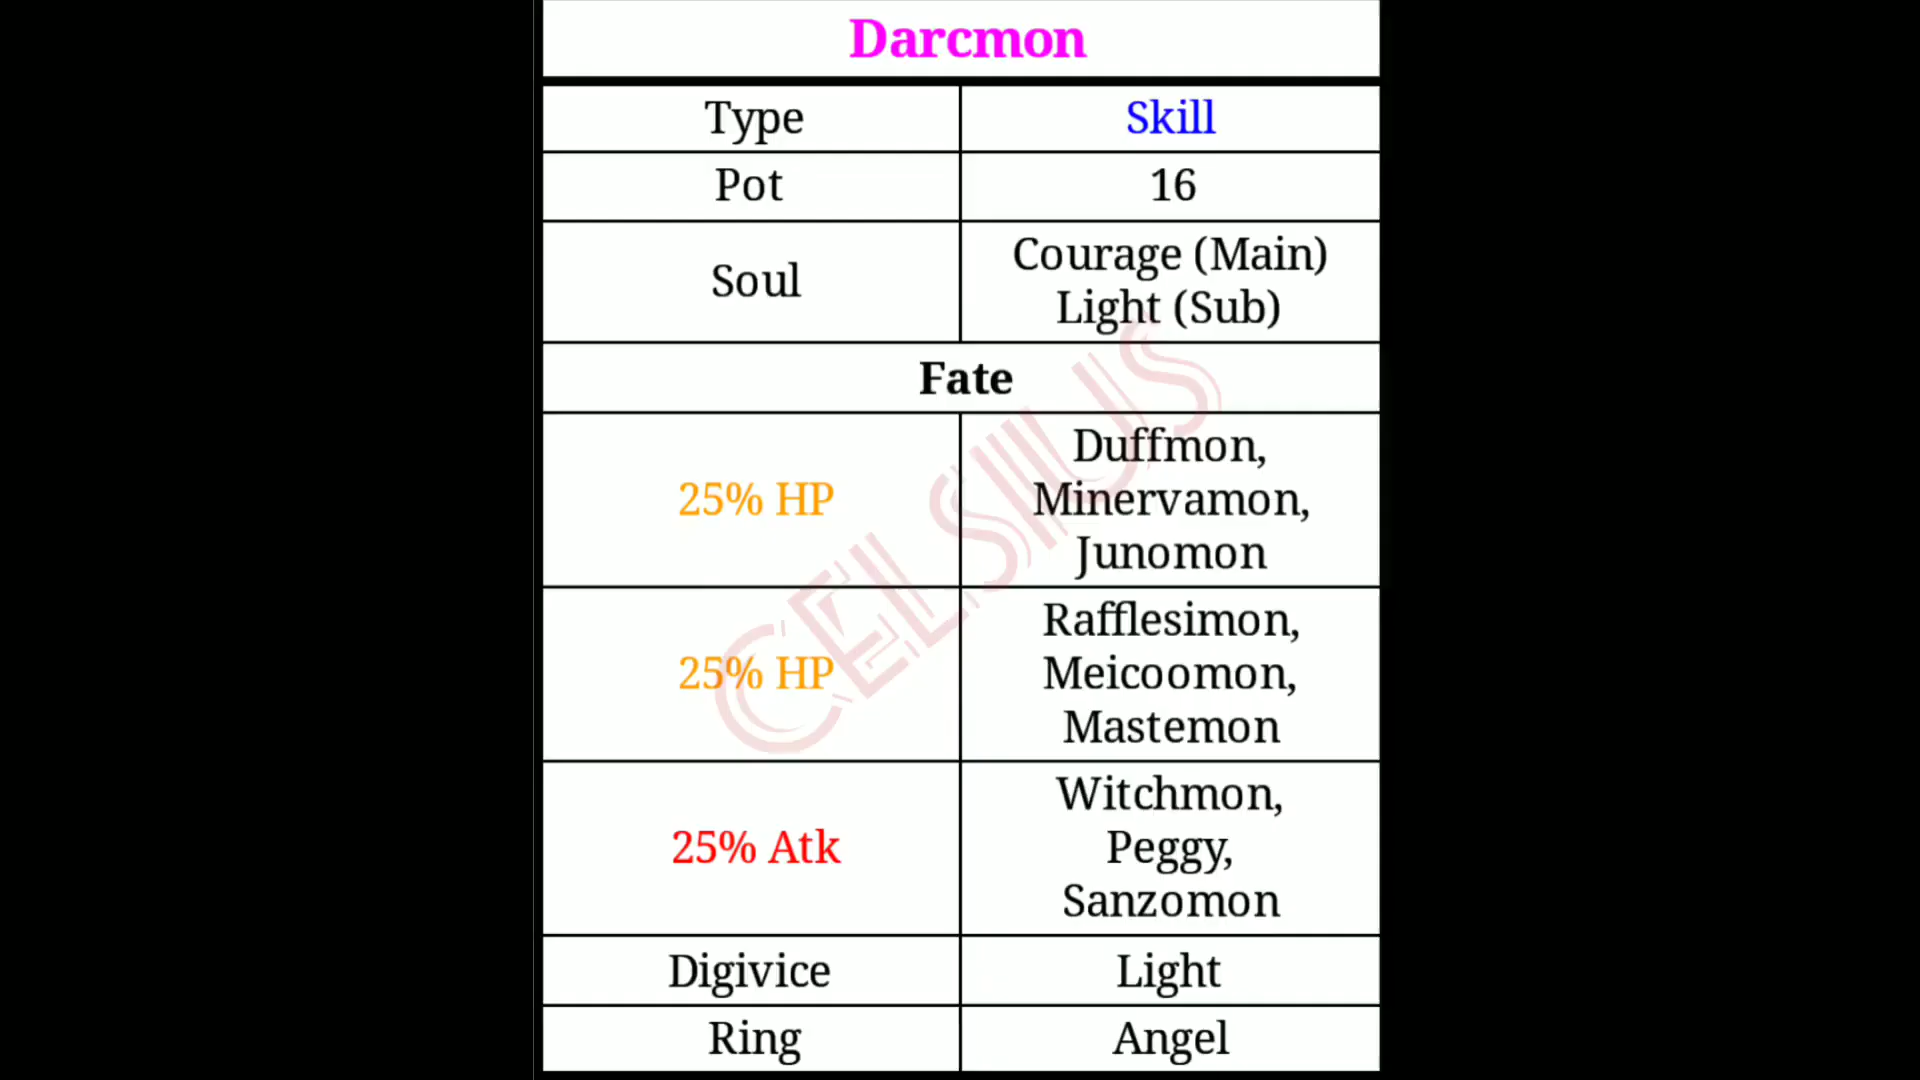 Darcmon
Type Skill
Pot 16
Soul Courage (Main)
Light (Sub)
Fate
25% HP Duffmon,
Minervamon,
Junomon
25% HP Rafflesimon,
Meicoomon,
Mastemon
25% Atk Witchmon,
Peggy,
Sanzomon
Digivice Light
Ring Angel
CELSIUS